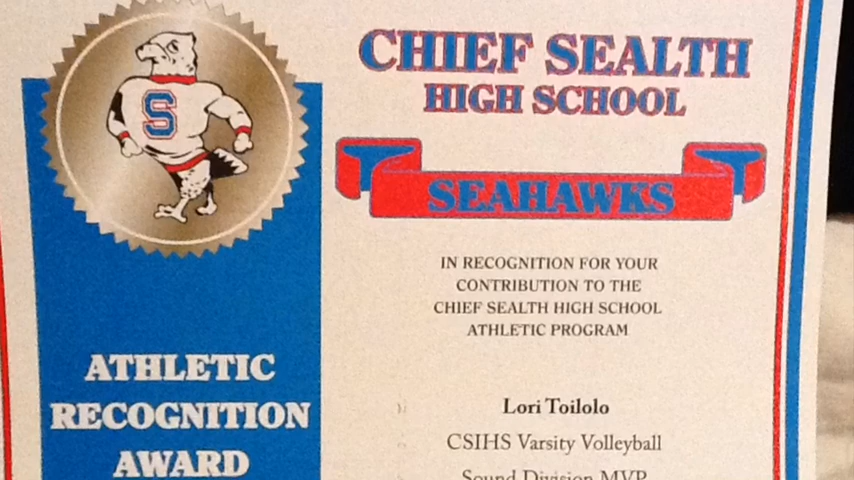 S
CHIEF SEALTH
HIGH SCHOOL
SEAHAWKS
IN RECOGNITION FOR YOUR
CONTRIBUTION TO THE
CHIEF SEALTH HIGH SCHOOL
ATHLETIC PROGRAM
ATHLETIC
RECOGNITION
AWARD
Lori Toilolo
CSIHS Varsity Volleyball
Sound Division MVP